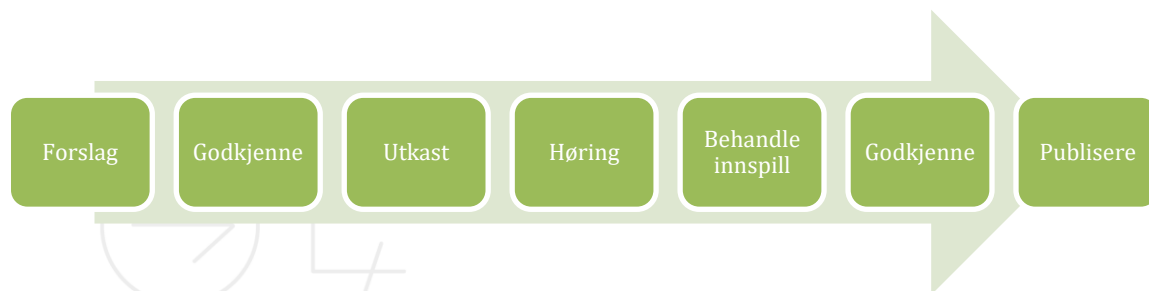 Forslag
Godkjenne
Utkast
Høring
Behandle
innspill
Godkjenne
Publisere